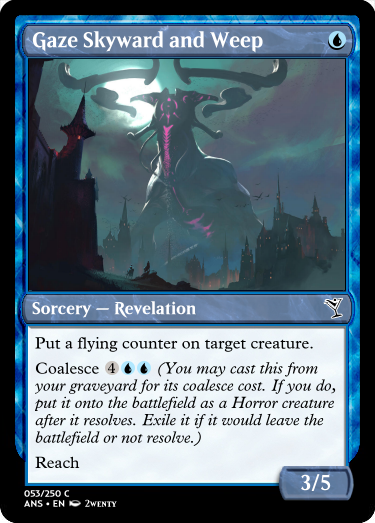 Gaze Skyward and Weep
Sorcery — Revelation
Put a flying counter on target creature.
Coalesce 4 (You may cast this from
your graveyard for its coalesce cost. If you do,
put it onto the battlefield as a Horror creature
after it resolves. Exile it if it would leave the
battlefield or not resolve.)
Reach
3/5
053/250 C
ANS • EN 2wenty